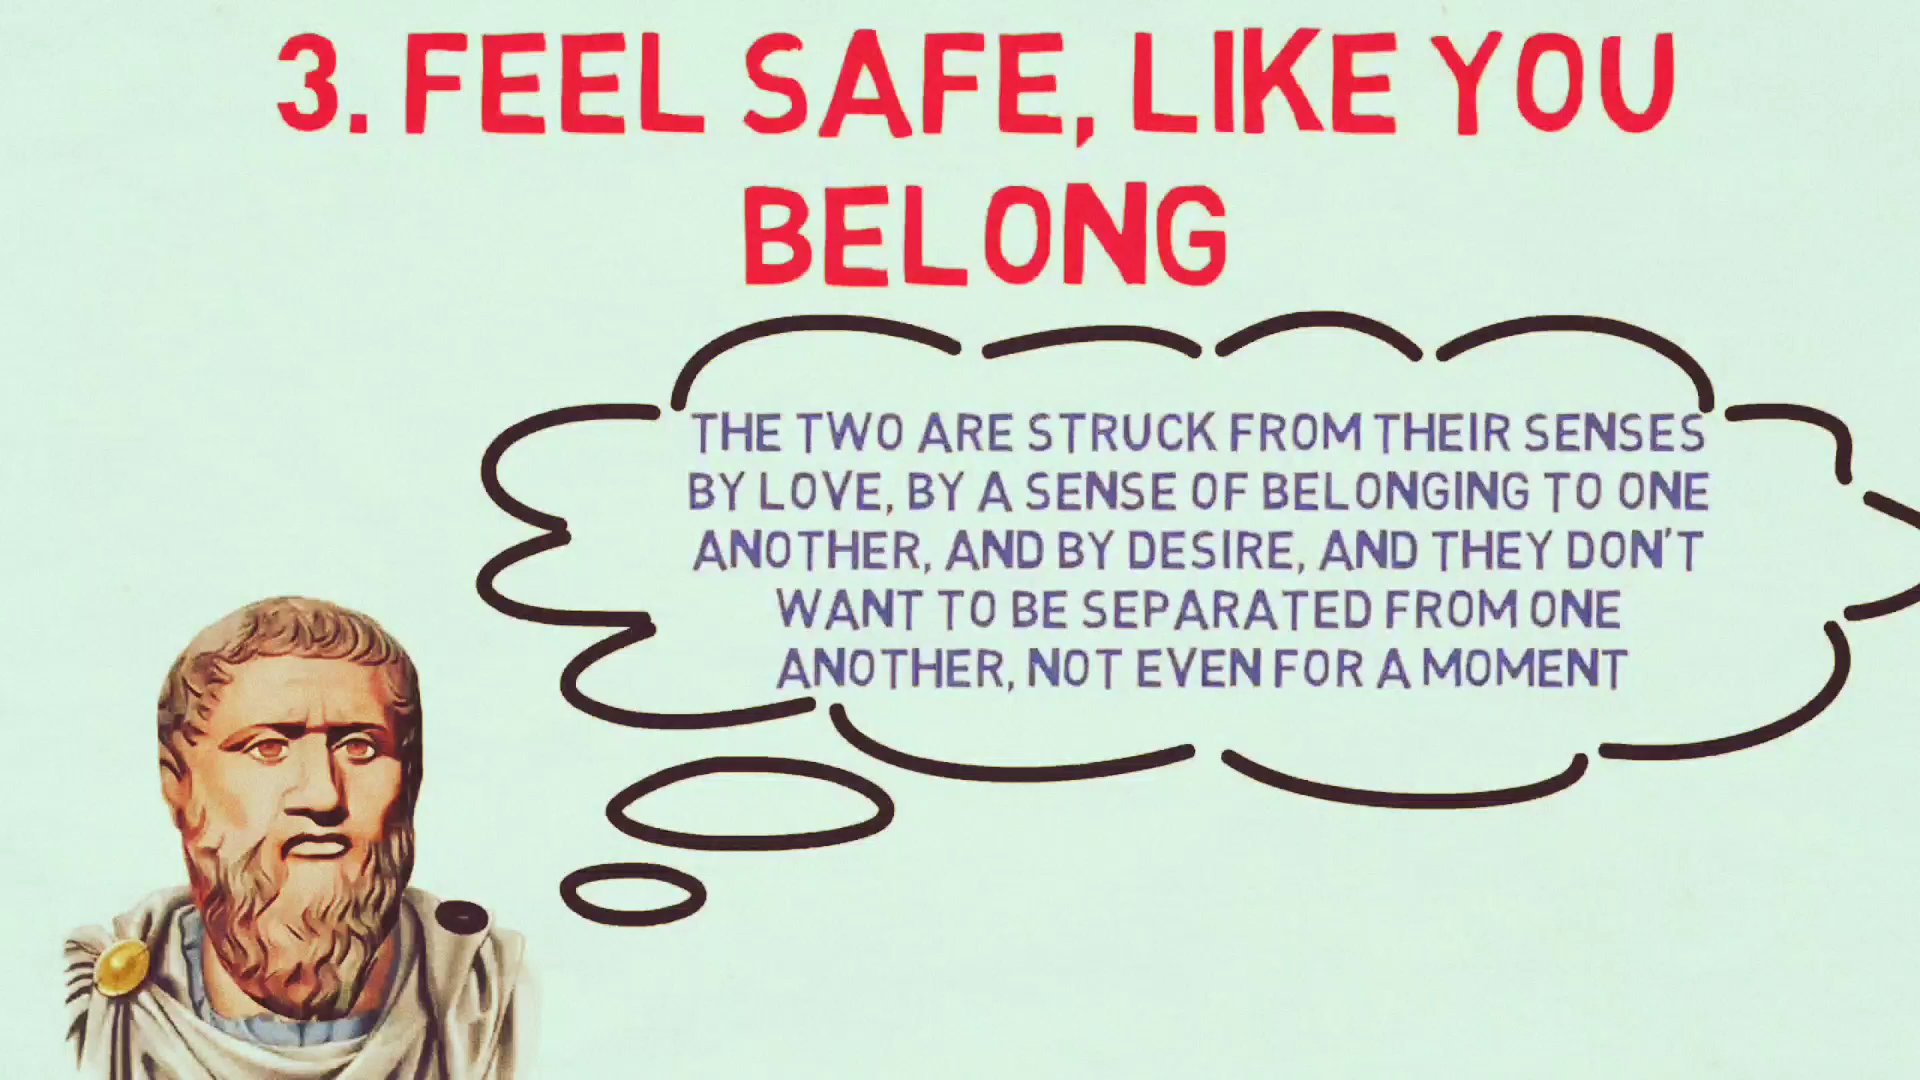 3. FEEL SAFE, LIKE YOU
BELONG
THE TWO ARE STRUCK FROM THEIR SENSES
BY LOVE, BY A SENSE OF BELONGING TO ONE
ANOTHER, AND BY DESIRE, AND THEY DON'T
WANT TO BE SEPARATED FROM ONE
ANOTHER, NOT EVEN FOR A MOMENT